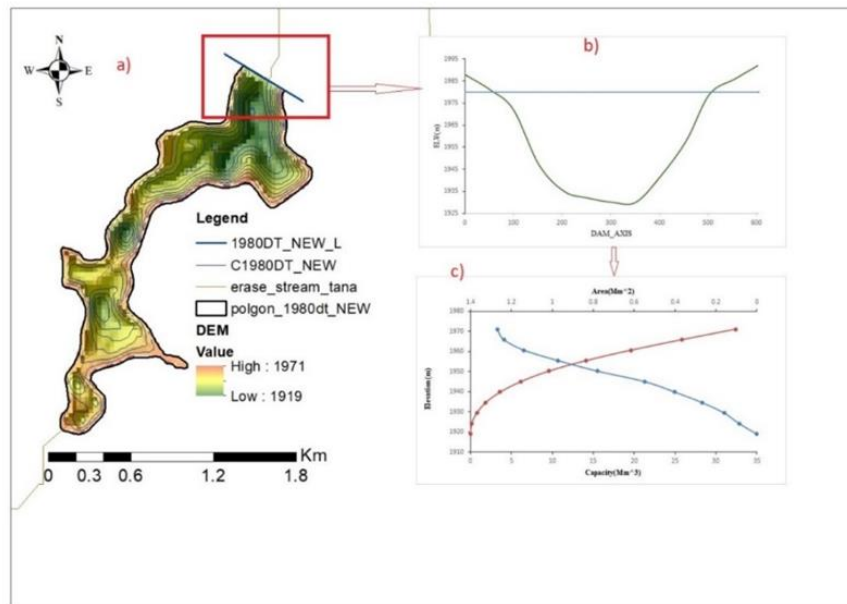 N
W E
S
a)
Legend
1980DT_NEW_L
C1980DT_NEW
erase_stream_tana
polgon_1980dt_NEW
DEM
Value
High : 1971
Low : 1919
Km
0 0.3 0.6 1.2 1.8
b)
ELV(m)
1995
1985
1975
1965
1955
1945
1935
1925
0 100 200 300 400 500 600
DAM_AXIS
c)
Area(Mm^2)
1.4 1.2 1 0.8 0.6 0.4 0.2 0
Elevation(m)
1980
1970
1960
1950
1940
1930
1920
1910
0 5 10 15 20 25 30 35
Capacity(Mm^3)